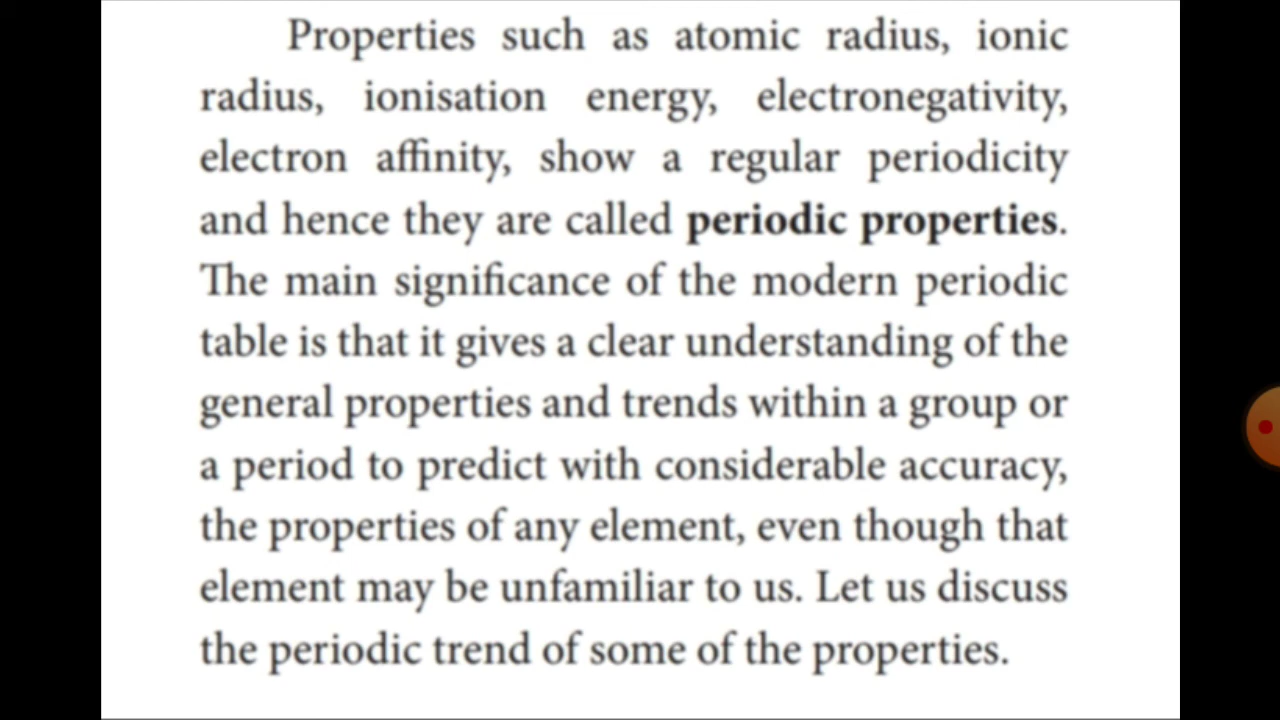 Properties such as atomic radius, ionic
radius, ionisation energy, electronegativity,
electron affinity, show a regular periodicity
and hence they are called periodic properties.
The main significance of the modern periodic
table is that it gives a clear understanding of the
general properties and trends within a group or
a period to predict with considerable accuracy,
the properties of any element, even though that
element may be unfamiliar to us. Let us discuss
the periodic trend of some of the properties.